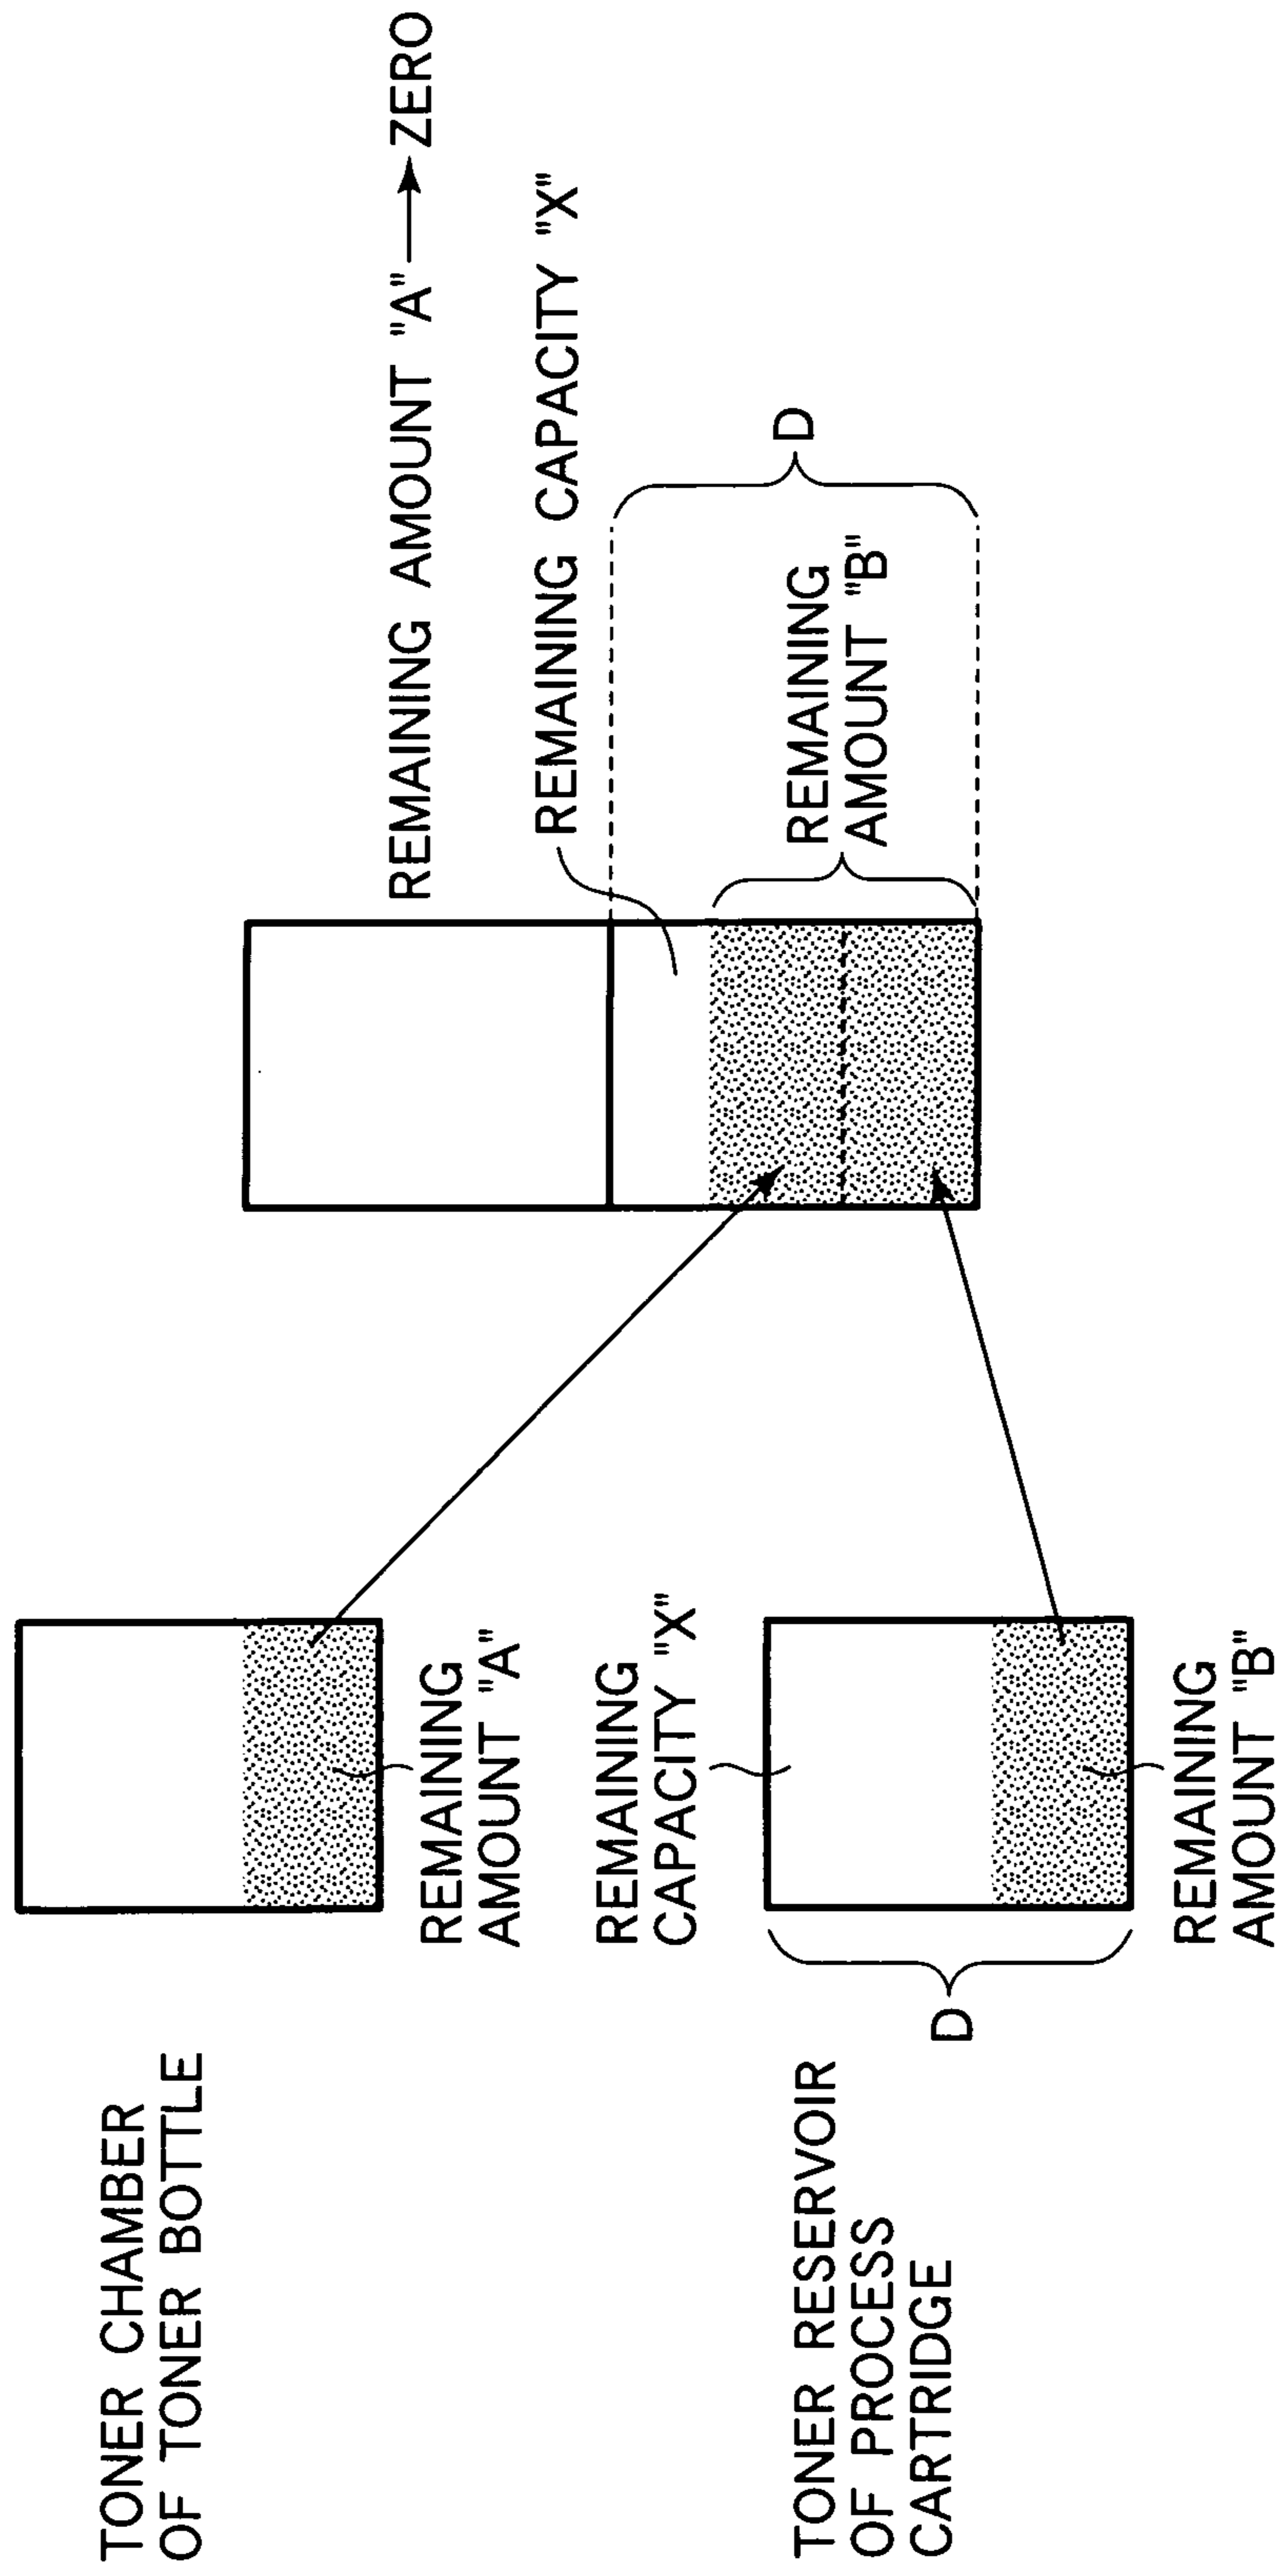 TONER CHAMBER
OF TONER BOTTLE
REMAINING
AMOUNT "A"
REMAINING AMOUNT "A" → ZERO
REMAINING CAPACITY "X"
D
REMAINING
AMOUNT "B"
TONER RESERVOIR
OF PROCESS
CARTRIDGE
D
REMAINING
CAPACITY "X"
REMAINING
AMOUNT "B"